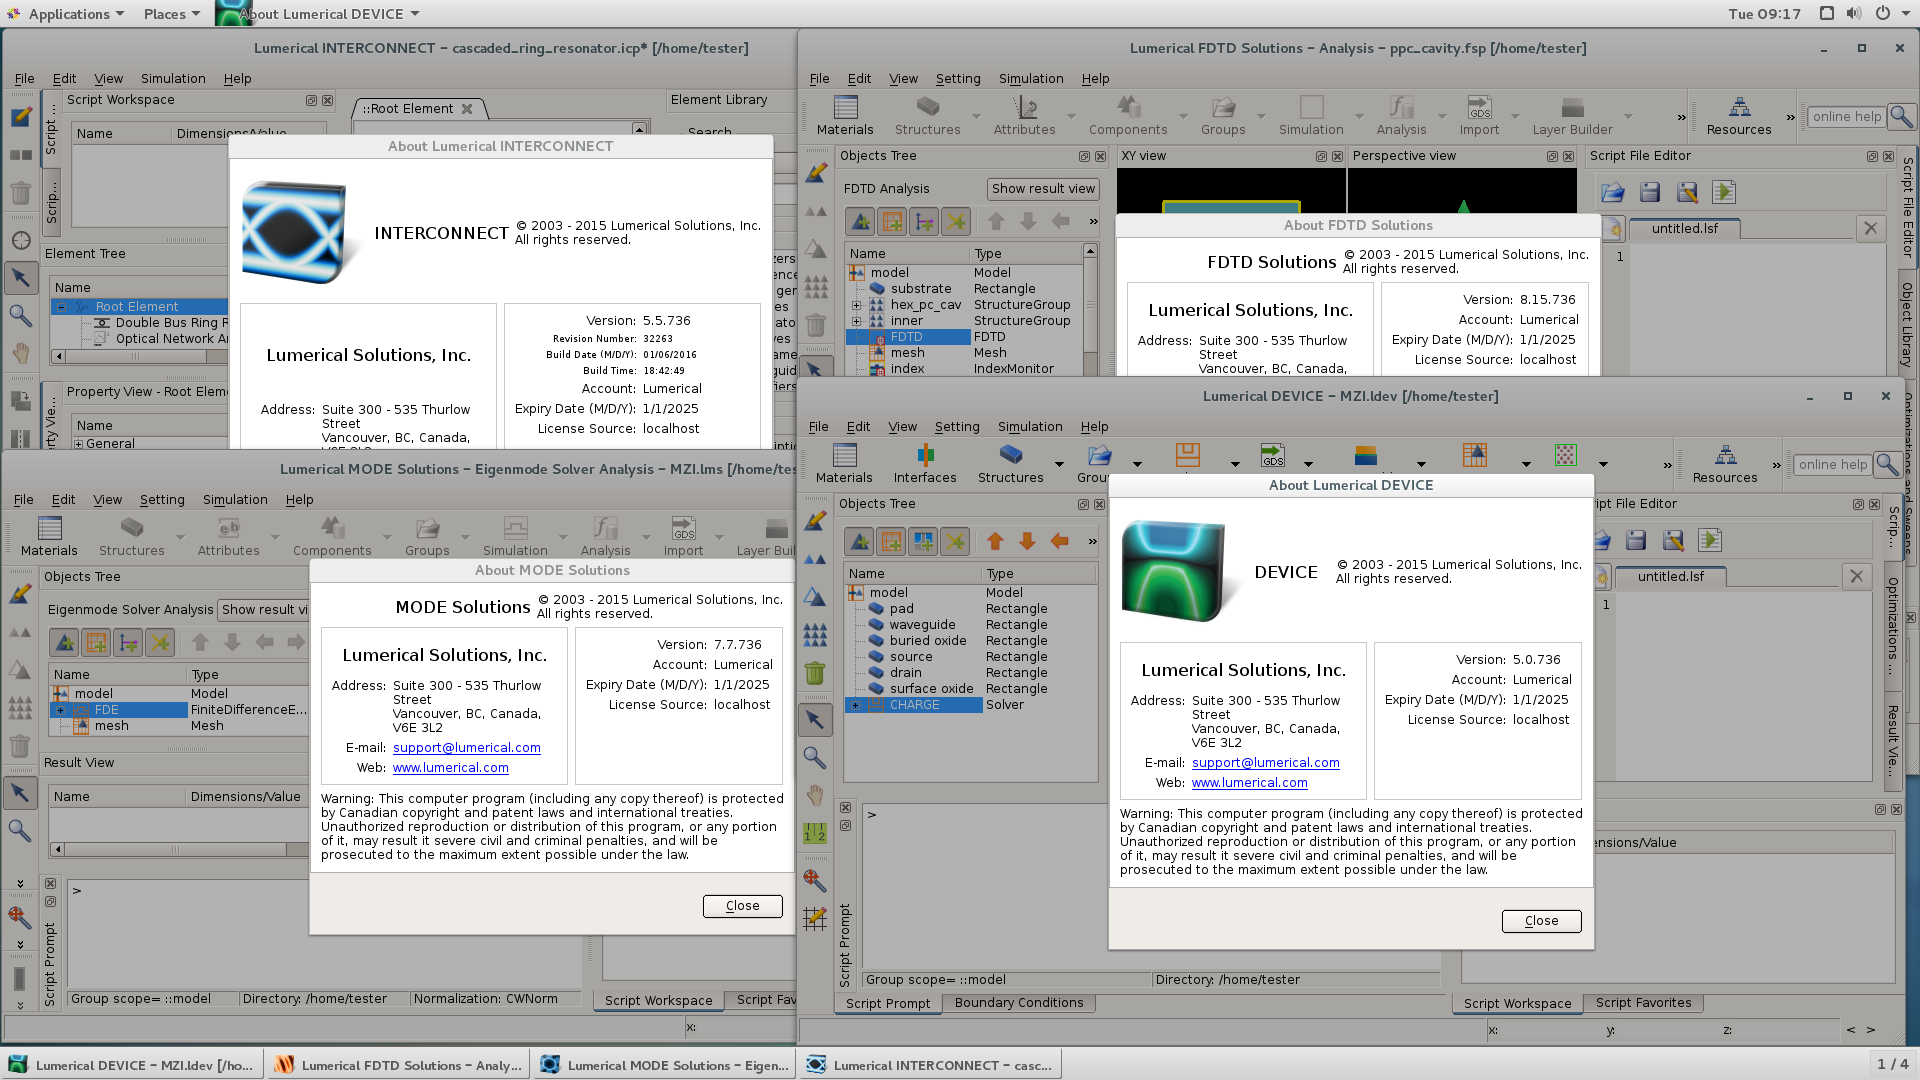 Applications
Places
About Lumerical DEVICE
Tue 09:17
Lumerical INTERCONNECT – cascaded_ring_resonator.icp* [/home/tester]
File Edit View Simulation Help
Script Workspace
Name Dimensions/Value
Script ...
Scrip...
::Root Element
Element Library
Search
Element Tree
Name
Root Element
Double Bus Ring R
Optical Network A
Property View - Root Elem
Name
General
About Lumerical INTERCONNECT
INTERCONNECT
© 2003 - 2015 Lumerical Solutions, Inc.
All rights reserved.
Lumerical Solutions, Inc.
Address: Suite 300 - 535 Thurlow
Street
Vancouver, BC, Canada,
Version: 5.5.736
Revision Number: 32263
Build Date (M/D/Y): 01/06/2016
Build Time: 18:42:49
Account: Lumerical
Expiry Date (M/D/Y): 1/1/2025
License Source: localhost
Lumerical FDTD Solutions – Analysis – ppc_cavity.fsp [/home/tester]
File Edit View Setting Simulation Help
Materials Structures Attributes Components Groups Simulation Analysis Import Layer Builder » Resources » online help
Objects Tree
FDTD Analysis Show result view
Name Type
model Model
substrate Rectangle
hex_pc_cav StructureGroup
inner StructureGroup
FDTD FDTD
mesh Mesh
index IndexMonitor
XY view
Perspective view
Script File Editor
untitled.lsf
1
Script File Editor
Object Library
About FDTD Solutions
FDTD Solutions
© 2003 - 2015 Lumerical Solutions, Inc.
All rights reserved.
Lumerical Solutions, Inc.
Address: Suite 300 - 535 Thurlow
Street
Vancouver, BC, Canada,
Version: 8.15.736
Account: Lumerical
Expiry Date (M/D/Y): 1/1/2025
License Source: localhost
Lumerical MODE Solutions – Eigenmode Solver Analysis – MZI.lms [/home/tes
File Edit View Setting Simulation Help
Materials Structures Attributes Components Groups Simulation Analysis Import Layer Buil
Objects Tree
Eigenmode Solver Analysis Show result vi
Name Type
model Model
FDE FiniteDifferenceE...
mesh Mesh
Result View
Name Dimensions/Value
>
Script Prompt
Group scope= ::model Directory: /home/tester Normalization: CWNorm
Script Workspace Script Fav
x:
About MODE Solutions
MODE Solutions
© 2003 - 2015 Lumerical Solutions, Inc.
All rights reserved.
Lumerical Solutions, Inc.
Address: Suite 300 - 535 Thurlow
Street
Vancouver, BC, Canada,
V6E 3L2
E-mail: support@lumerical.com
Web: www.lumerical.com
Version: 7.7.736
Account: Lumerical
Expiry Date (M/D/Y): 1/1/2025
License Source: localhost
Warning: This computer program (including any copy thereof) is protected
by Canadian copyright and patent laws and international treaties.
Unauthorized reproduction or distribution of this program, or any portion
of it, may result it severe civil and criminal penalties, and will be
prosecuted to the maximum extent possible under the law.
Close
Lumerical DEVICE – MZI.ldev [/home/tester]
File Edit View Setting Simulation Help
Materials Interfaces Structures Grou » Resources » online help
Objects Tree
Name Type
model Model
pad Rectangle
waveguide Rectangle
buried oxide Rectangle
source Rectangle
drain Rectangle
surface oxide Rectangle
CHARGE Solver
ipt File Editor
untitled.lsf
1
Scrip...
Optimizations ...
Result Vie...
>
Script Prompt
Group scope= ::model Directory: /home/tester
Script Prompt Boundary Conditions
ensions/Value
Script Workspace Script Favorites
x: y: z: < >
About Lumerical DEVICE
DEVICE
© 2003 - 2015 Lumerical Solutions, Inc.
All rights reserved.
Lumerical Solutions, Inc.
Address: Suite 300 - 535 Thurlow
Street
Vancouver, BC, Canada,
V6E 3L2
E-mail: support@lumerical.com
Web: www.lumerical.com
Version: 5.0.736
Account: Lumerical
Expiry Date (M/D/Y): 1/1/2025
License Source: localhost
Warning: This computer program (including any copy thereof) is protected
by Canadian copyright and patent laws and international treaties.
Unauthorized reproduction or distribution of this program, or any portion
of it, may result it severe civil and criminal penalties, and will be
prosecuted to the maximum extent possible under the law.
Close
Lumerical DEVICE – MZI.ldev [/ho...
Lumerical FDTD Solutions – Analy...
Lumerical MODE Solutions – Eigen...
Lumerical INTERCONNECT – casc...
1 / 4